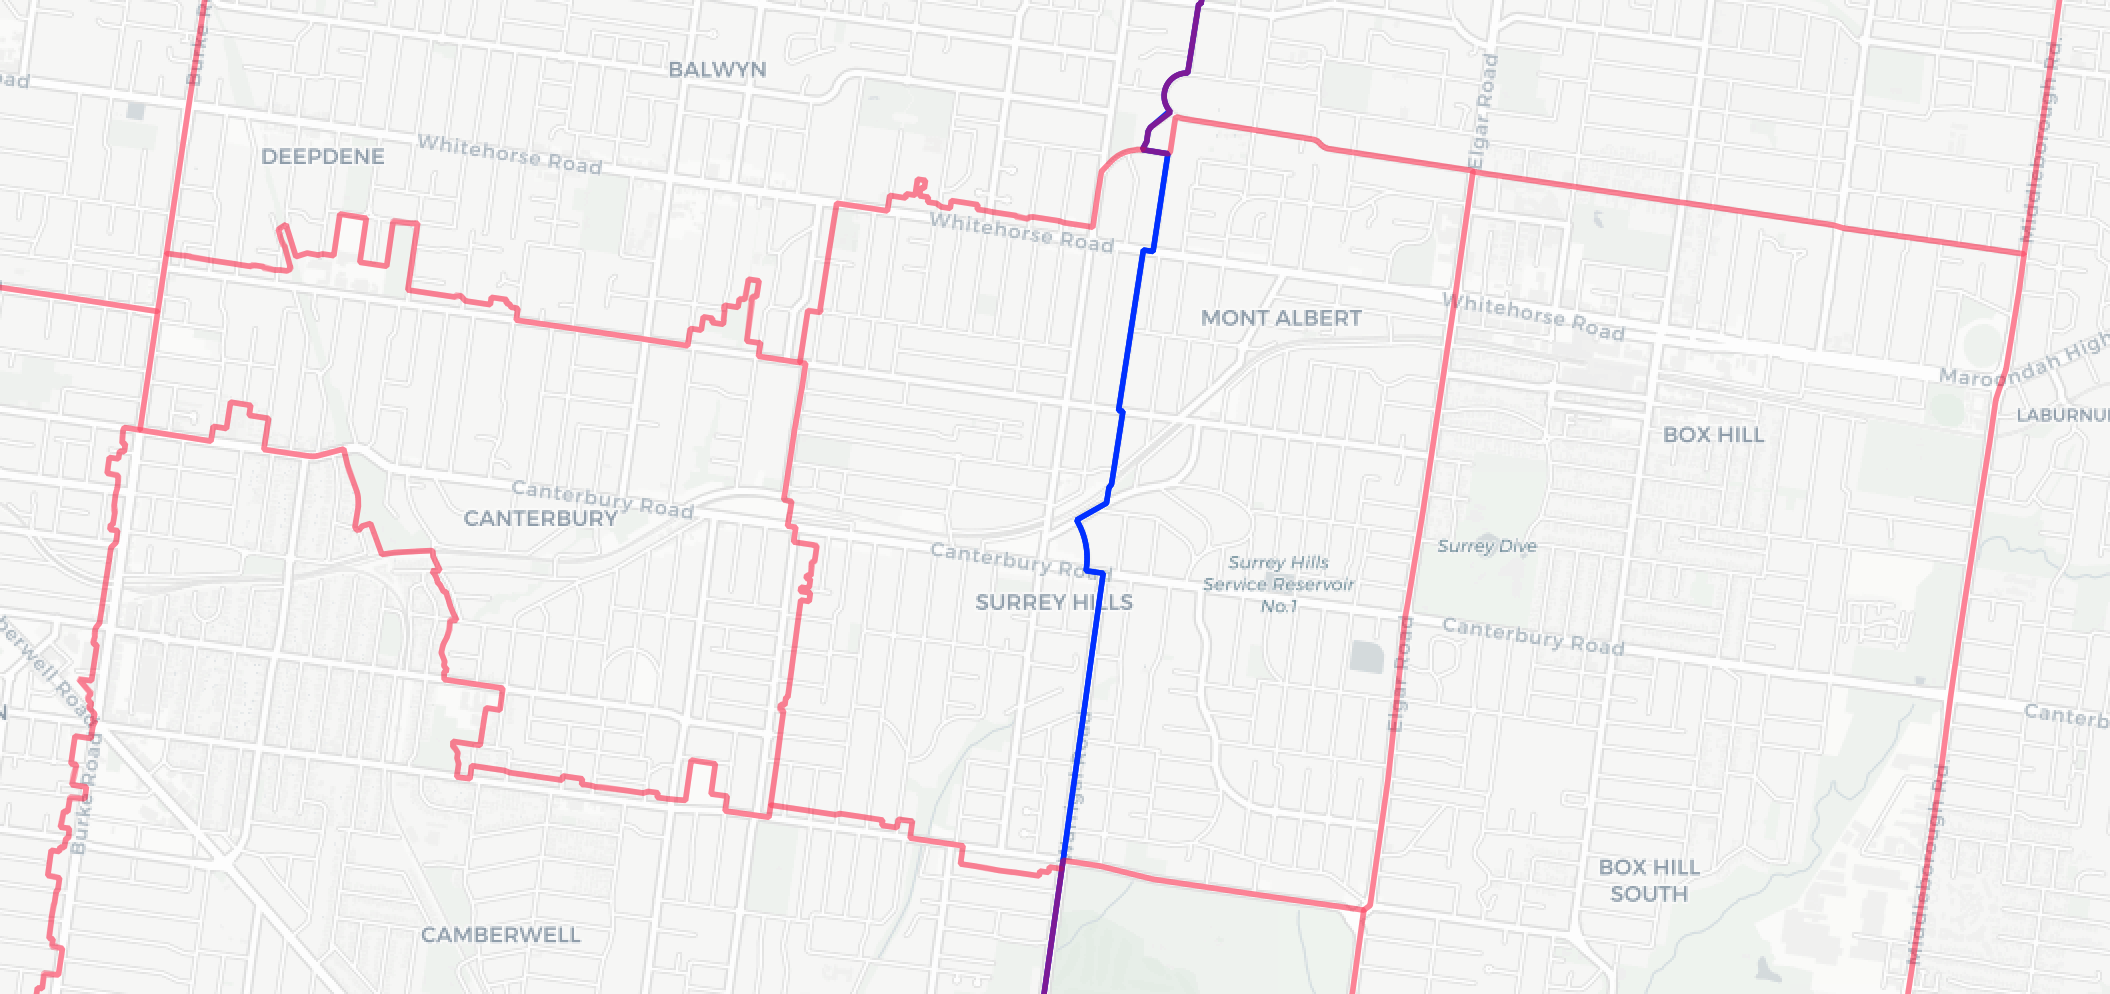 BALWYN
Elgar Road
Middleborough Rd.
DEEPDENE
Whitehorse Road
Whitehorse Road
MONT ALBERT
Whitehorse Road
Maroondah High
LABURNU
BOX HILL
Canterbury Road
CANTERBURY
Canterbury Road
Surrey Dive
Surrey Hills
Service Reservoir
No.1
SURREY HILLS
Canterbury Road
Elgar Road
Canterb
Burke Road
Middleborough Rd.
BOX HILL
SOUTH
CAMBERWELL